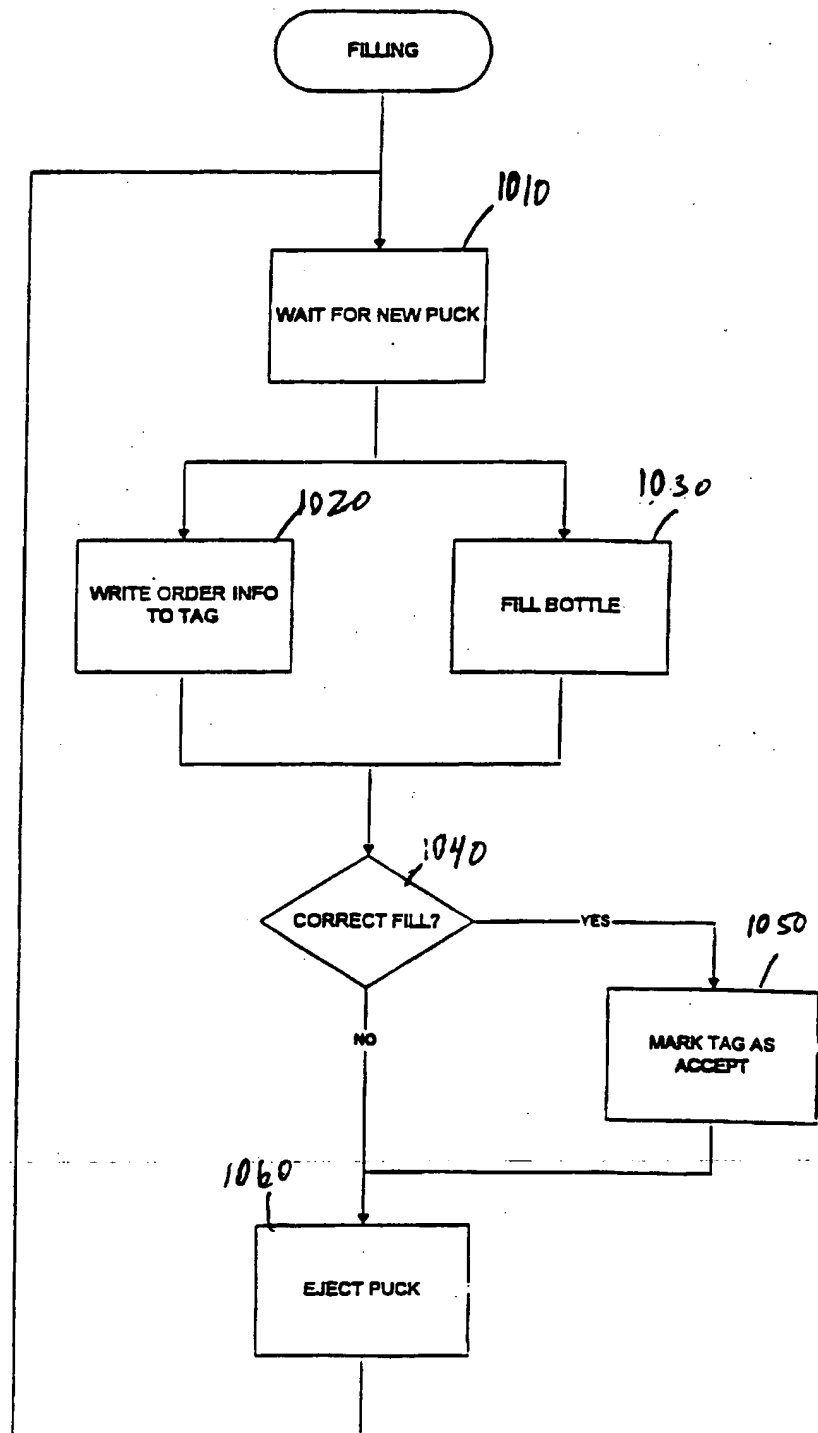 FILLING
1010
WAIT FOR NEW PUCK
1020
1030
WRITE ORDER INFO
TO TAG
FILL BOTTLE
1040
CORRECT FILL?
YES
1050
NO
MARK TAG AS
ACCEPT
1060
EJECT PUCK